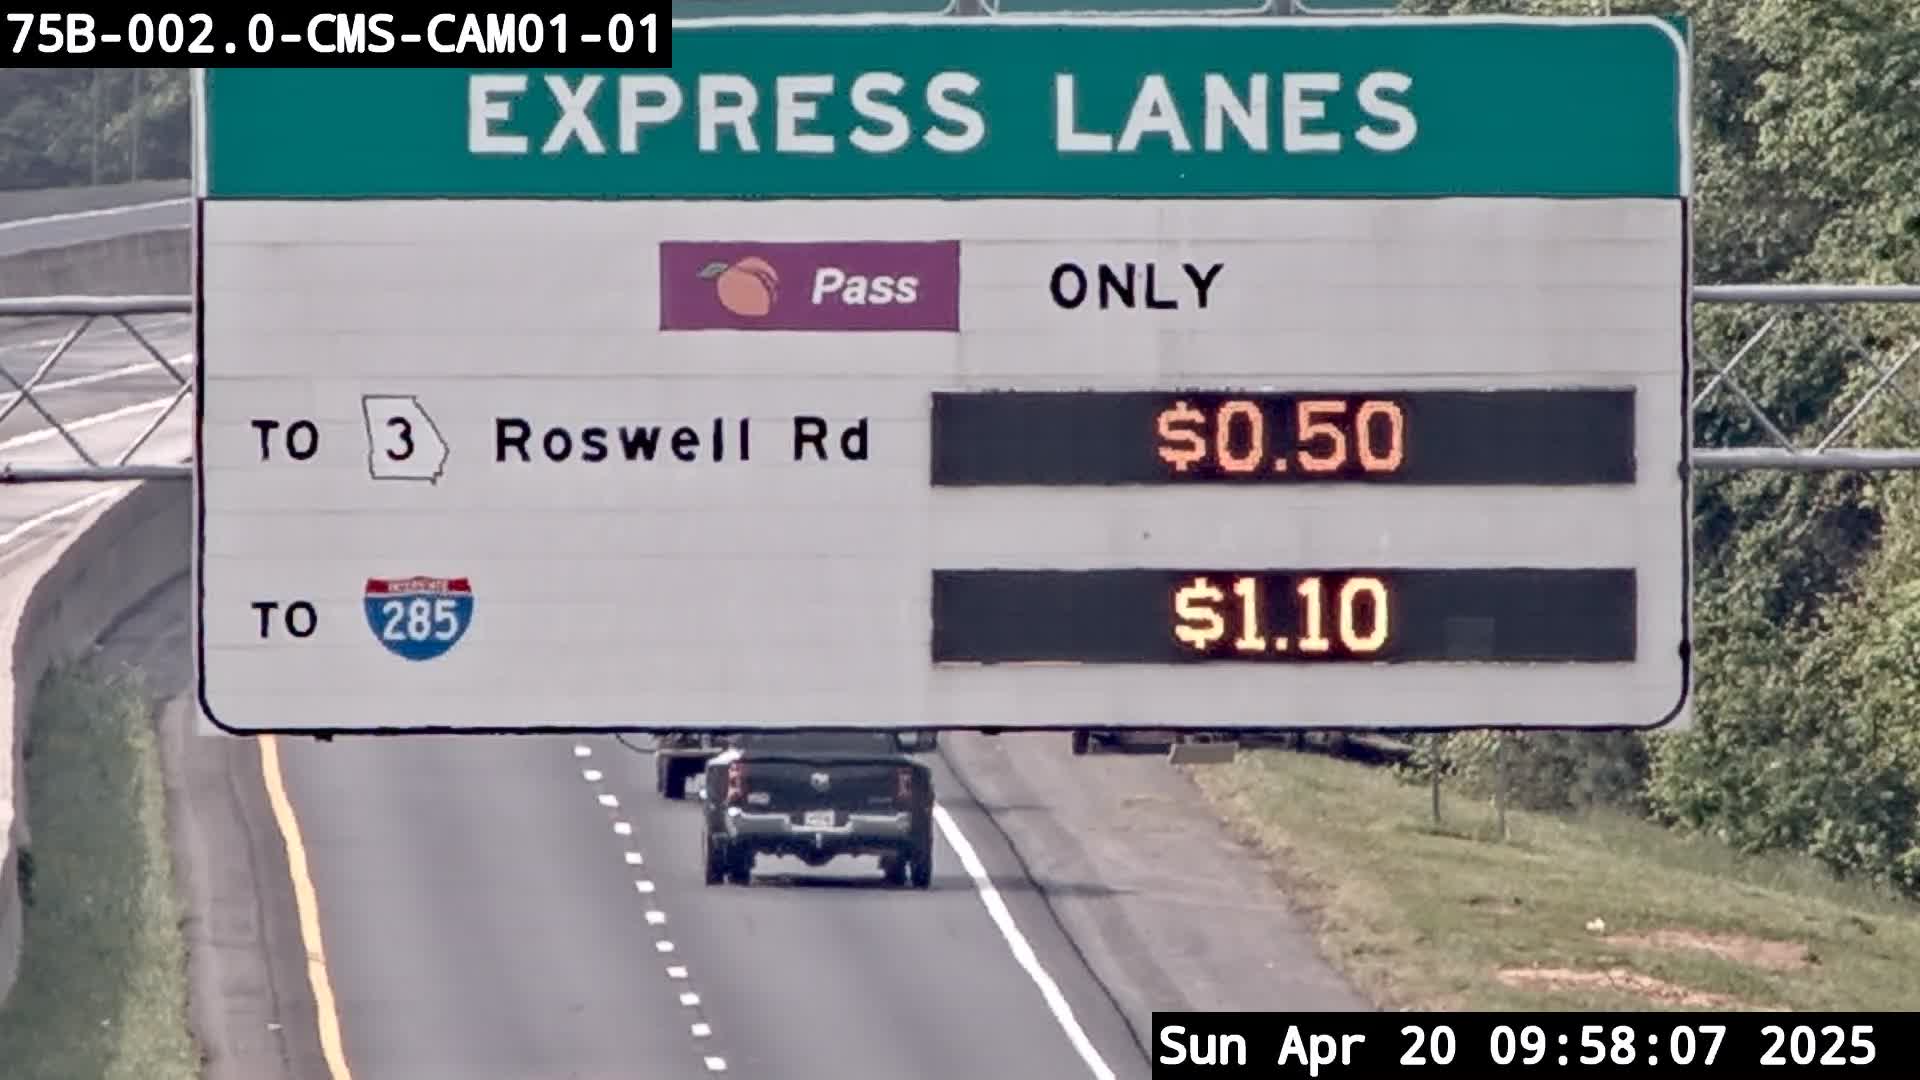 75B-002.0-CMS-CAM01-01
EXPRESS LANES
Pass ONLY
TO 3 Roswell Rd $0.50
TO INTERSTATE 285 $1.10
Sun Apr 20 09:58:07 2025